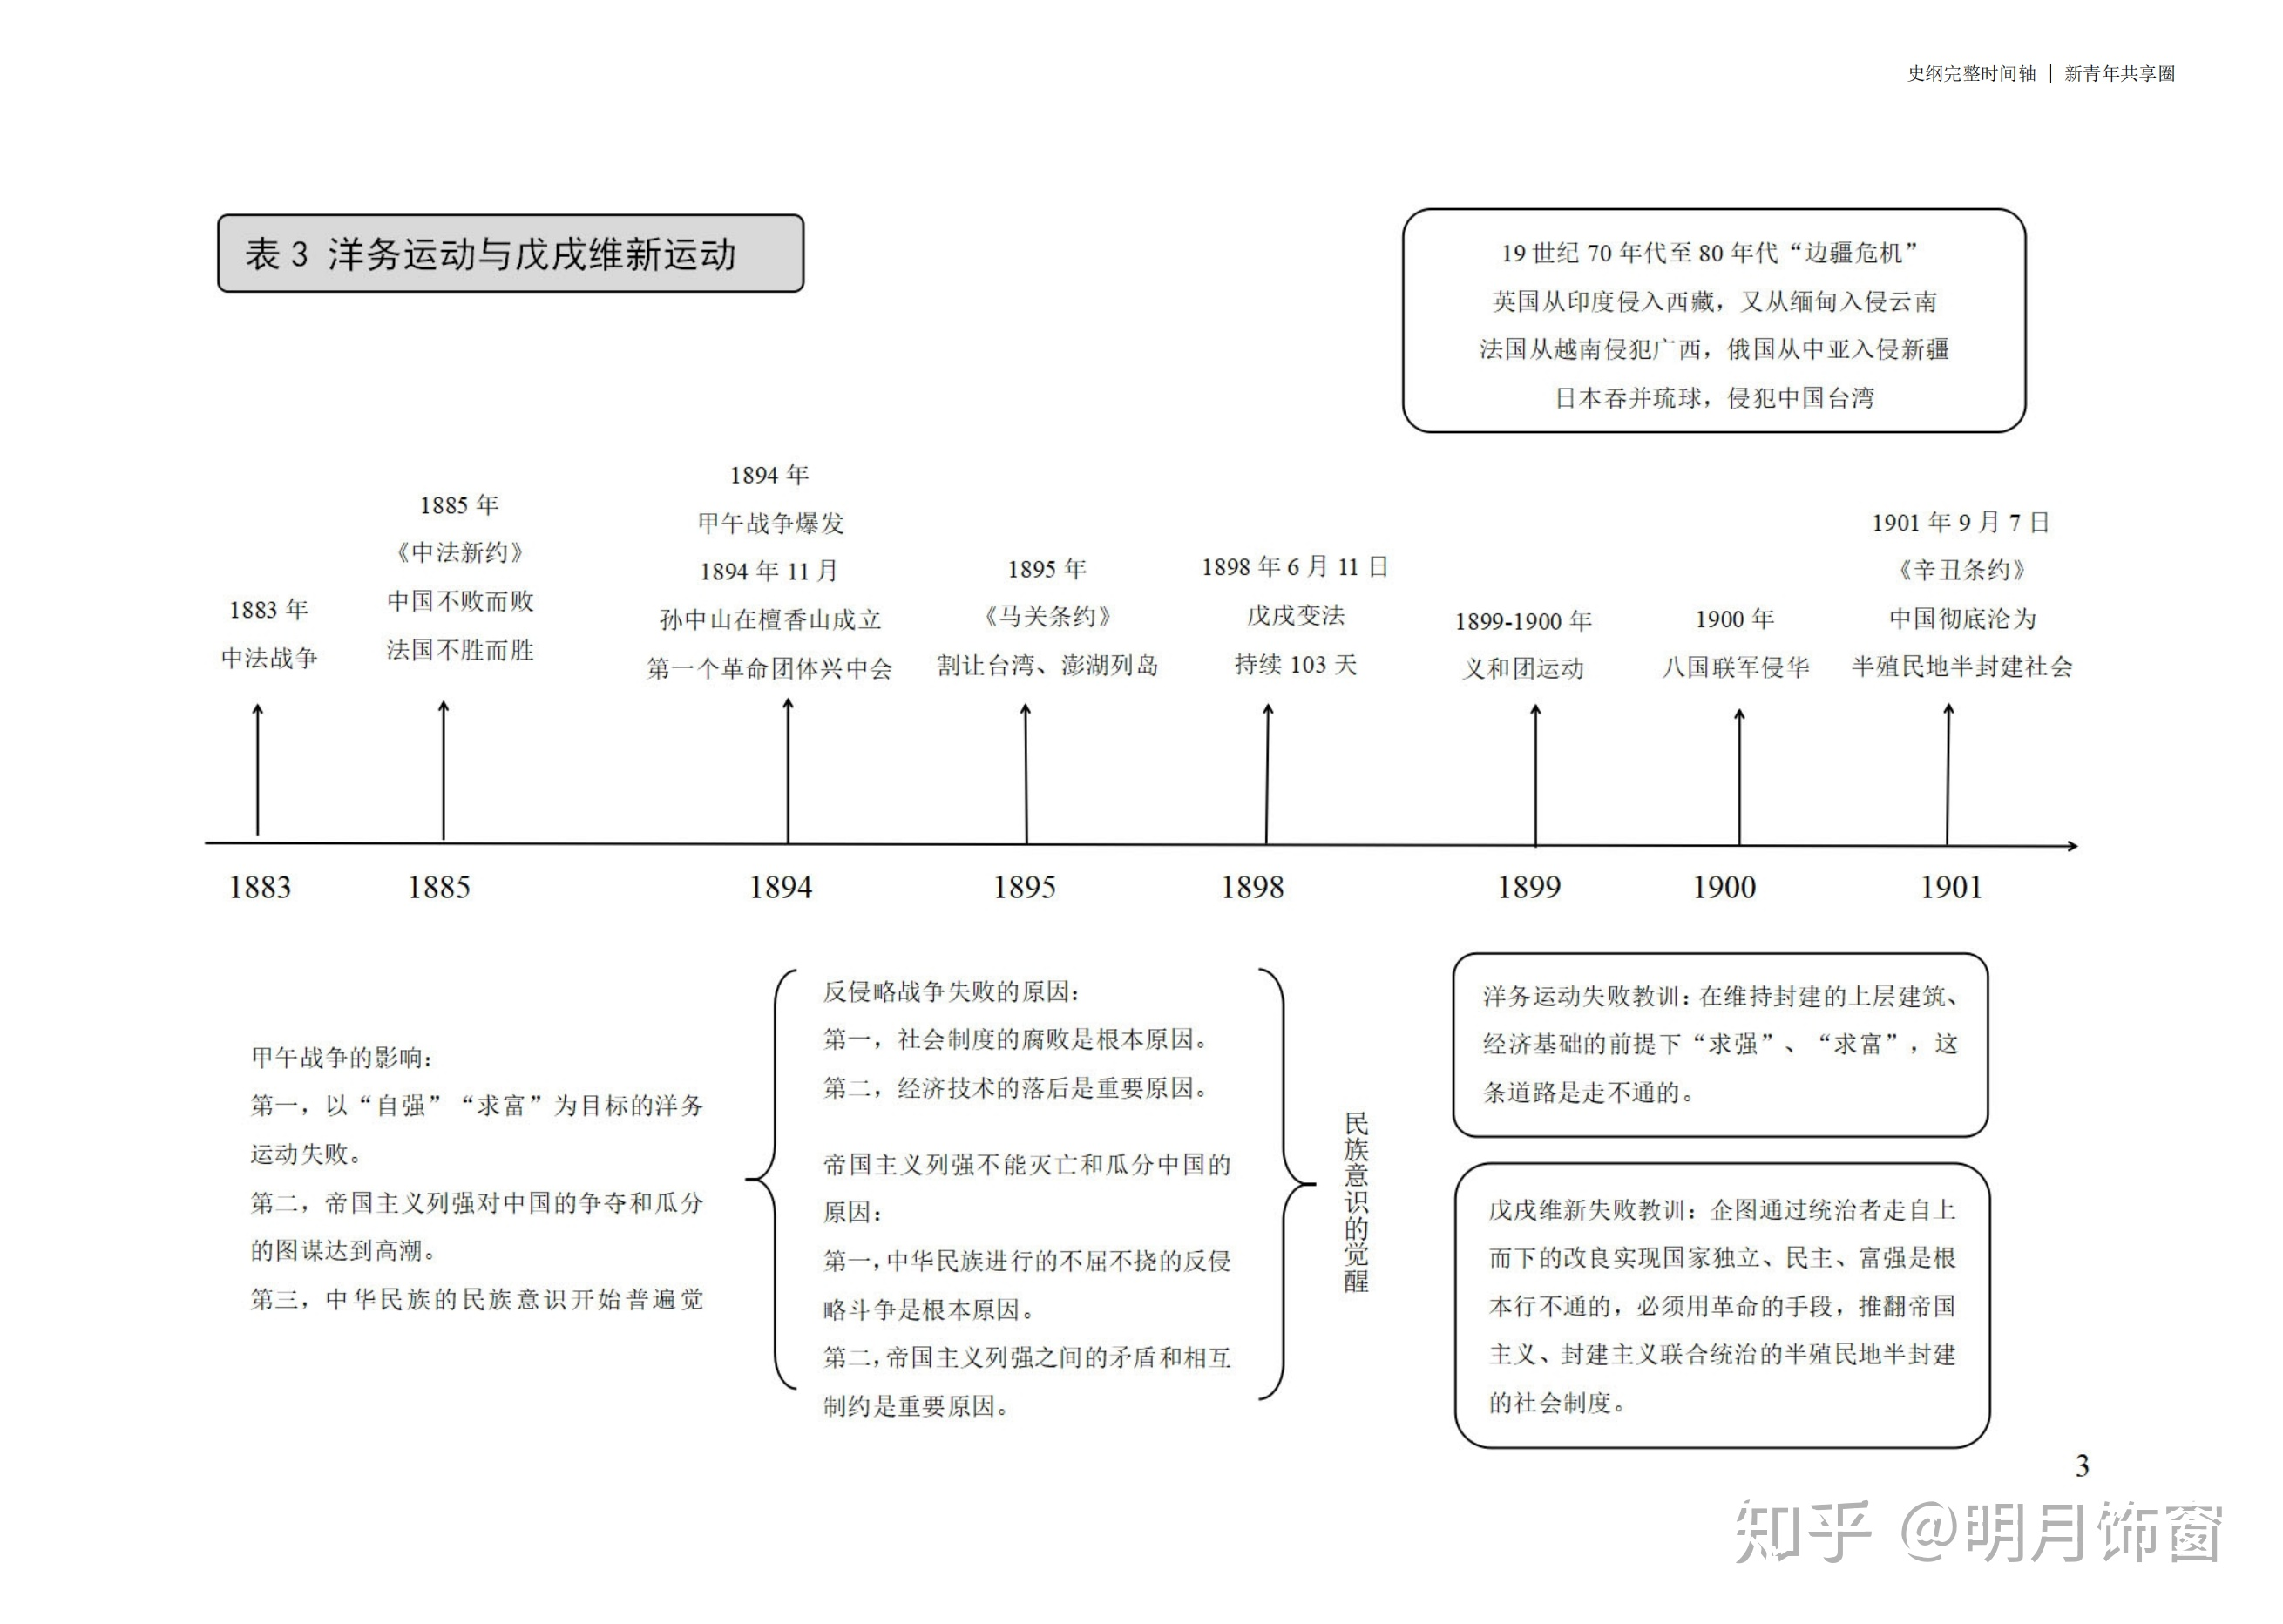 史纲完整时间轴 | 新青年共享圈
表 3 洋务运动与戊戌维新运动
19 世纪 70 年代至 80 年代“边疆危机”
英国从印度侵入西藏，又从缅甸入侵云南
法国从越南侵犯广西，俄国从中亚入侵新疆
日本吞并琉球，侵犯中国台湾
1883 年
中法战争
1885 年
《中法新约》
中国不败而败
法国不胜而胜
1894 年
甲午战争爆发
1894 年 11 月
孙中山在檀香山成立
第一个革命团体兴中会
1895 年
《马关条约》
割让台湾、澎湖列岛
1898 年 6 月 11 日
戊戌变法
持续 103 天
1899-1900 年
义和团运动
1900 年
八国联军侵华
1901 年 9 月 7 日
《辛丑条约》
中国彻底沦为
半殖民地半封建社会
1883
1885
1894
1895
1898
1899
1900
1901
甲午战争的影响：
第一，以“自强”“求富”为目标的洋务
运动失败。
第二，帝国主义列强对中国的争夺和瓜分
的图谋达到高潮。
第三，中华民族的民族意识开始普遍觉
反侵略战争失败的原因：
第一，社会制度的腐败是根本原因。
第二，经济技术的落后是重要原因。
帝国主义列强不能灭亡和瓜分中国的
原因：
第一，中华民族进行的不屈不挠的反侵
略斗争是根本原因。
第二，帝国主义列强之间的矛盾和相互
制约是重要原因。
民族意识的觉醒
洋务运动失败教训：在维持封建的上层建筑、
经济基础的前提下“求强”、“求富”，这
条道路是走不通的。
戊戌维新失败教训：企图通过统治者走自上
而下的改良实现国家独立、民主、富强是根
本行不通的，必须用革命的手段，推翻帝国
主义、封建主义联合统治的半殖民地半封建
的社会制度。
3
知乎 @明月饰窗